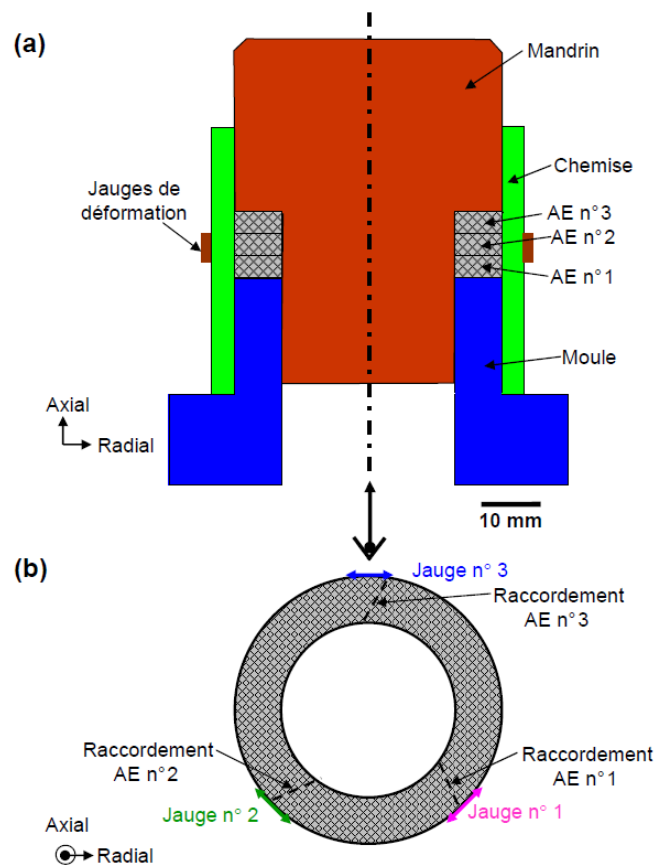 (a)
Mandrin
Chemise
Jauges de
déformation
AE n°3
AE n°2
AE n°1
Moule
Axial
Radial
10 mm
(b)
Jauge n° 3
Raccordement
AE n°3
Raccordement
AE n°2
Raccordement
AE n°1
Jauge n° 2
Jauge n° 1
Axial
Radial